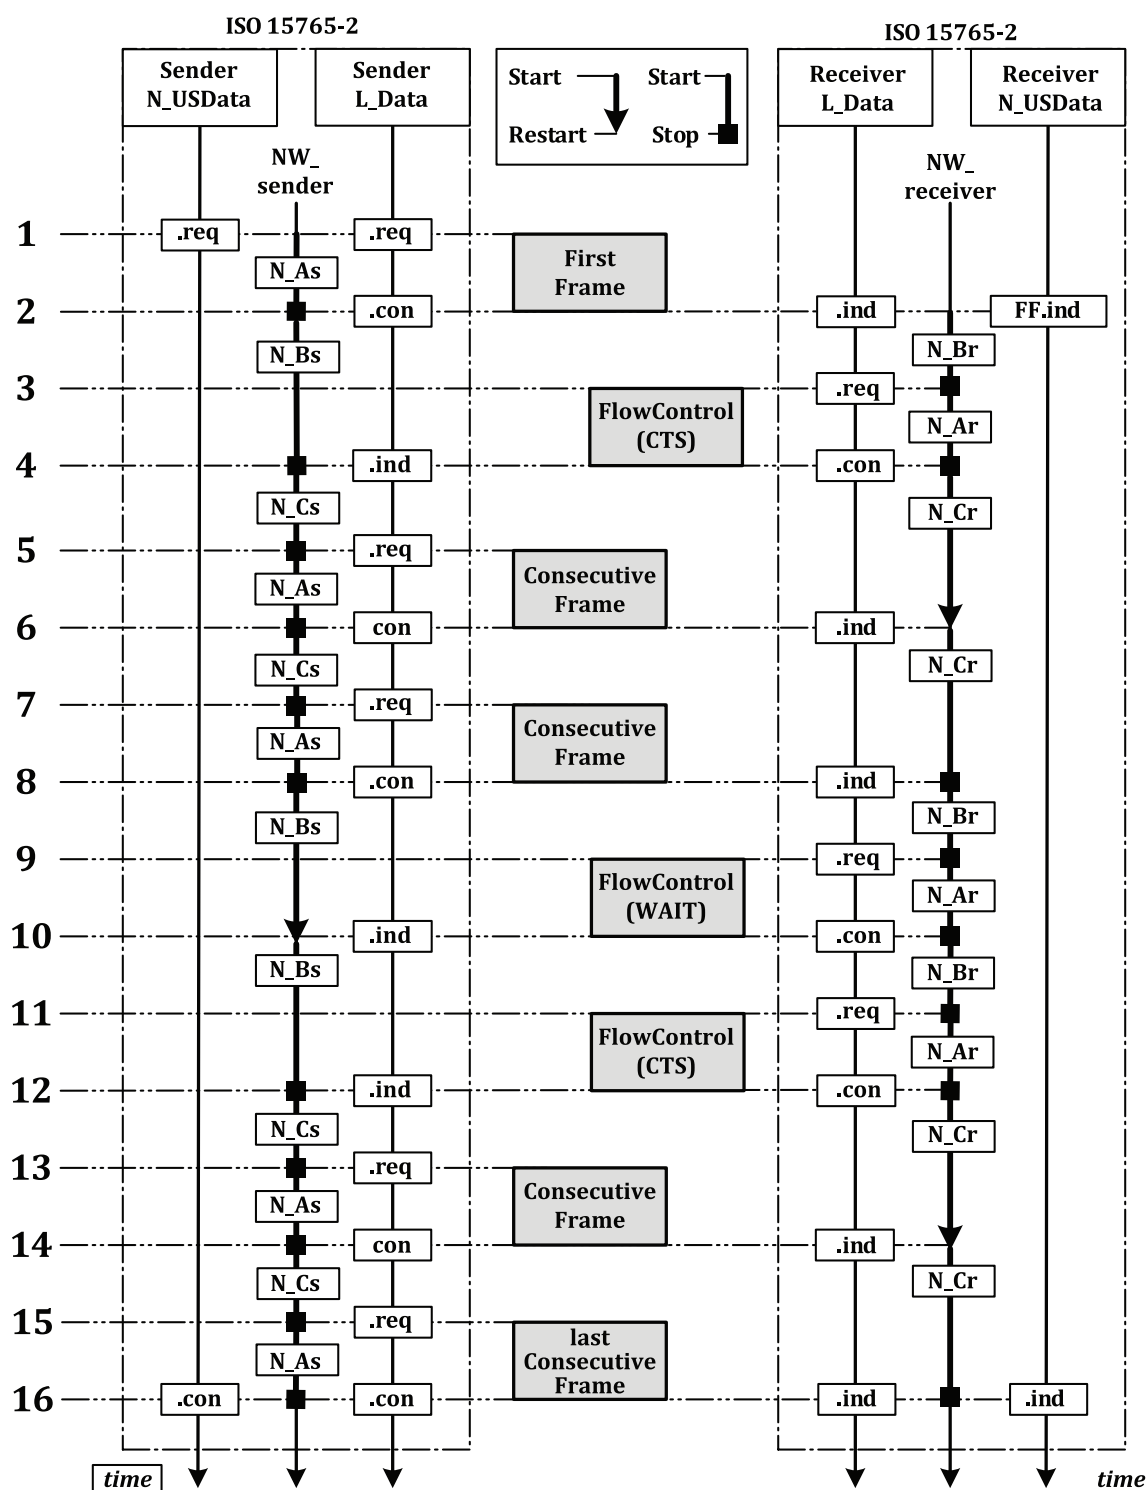 ISO 15765-2
ISO 15765-2
Sender
N_USData
Sender
L_Data
Start
Restart
Start
Stop
Receiver
L_Data
Receiver
N_USData
NW_
sender
NW_
receiver
1
.req
.req
First
Frame
N_As
2
.con
.ind
FF.ind
N_Bs
N_Br
3
FlowControl
(CTS)
.req
N_Ar
4
.ind
.con
N_Cs
N_Cr
5
.req
Consecutive
Frame
N_As
6
con
.ind
N_Cs
N_Cr
7
.req
Consecutive
Frame
N_As
8
.con
.ind
N_Bs
N_Br
9
FlowControl
(WAIT)
.req
N_Ar
10
.ind
.con
N_Bs
N_Br
11
FlowControl
(CTS)
.req
N_Ar
12
.ind
.con
N_Cs
N_Cr
13
.req
Consecutive
Frame
N_As
14
con
.ind
N_Cs
N_Cr
15
.req
last
Consecutive
Frame
N_As
16
.con
.con
.ind
.ind
time
time